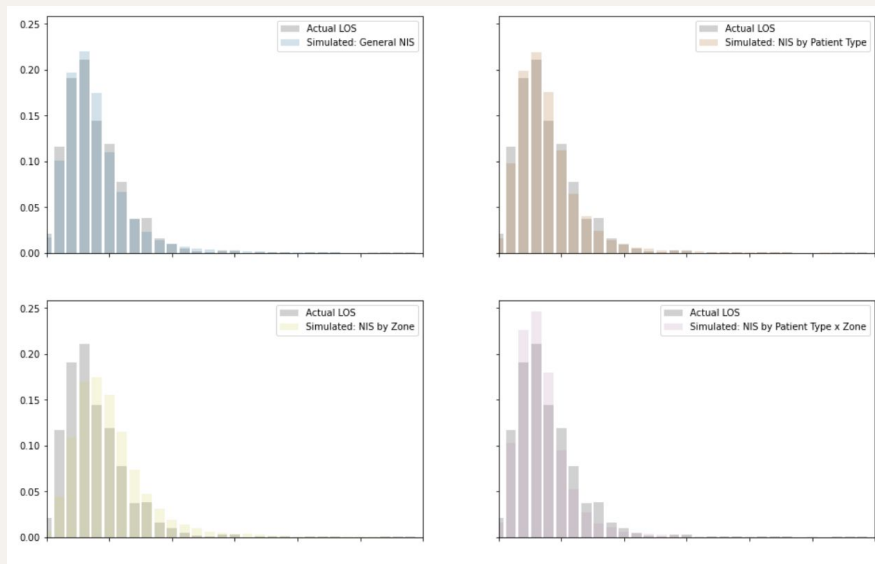 0.25
0.20
0.15
0.10
0.05
0.00
Actual LOS
Simulated: General NIS
Actual LOS
Simulated: NIS by Patient Type
0.25
0.20
0.15
0.10
0.05
0.00
Actual LOS
Simulated: NIS by Zone
Actual LOS
Simulated: NIS by Patient Type x Zone